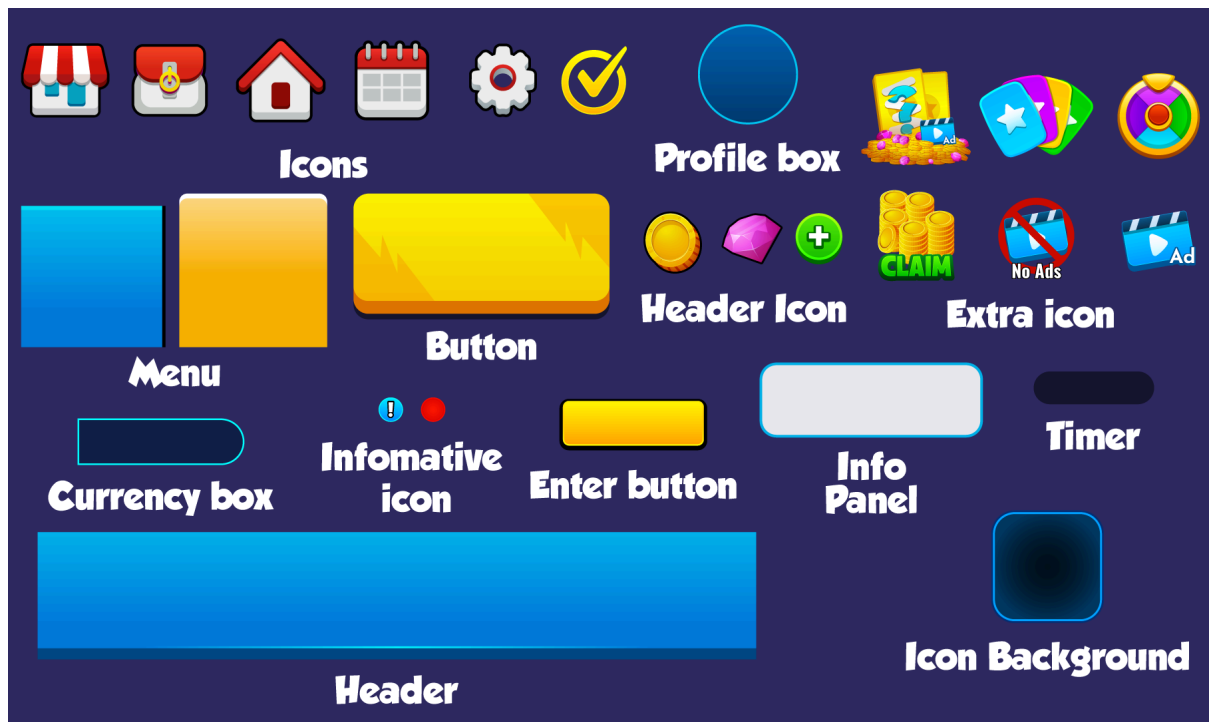 Ad
Icons
Profile box
CLAIM
No Ads
Ad
Header Icon
Extra icon
Button
Menu
!
Timer
Infomative
icon
Info
Panel
Enter button
Currency box
Icon Background
Header